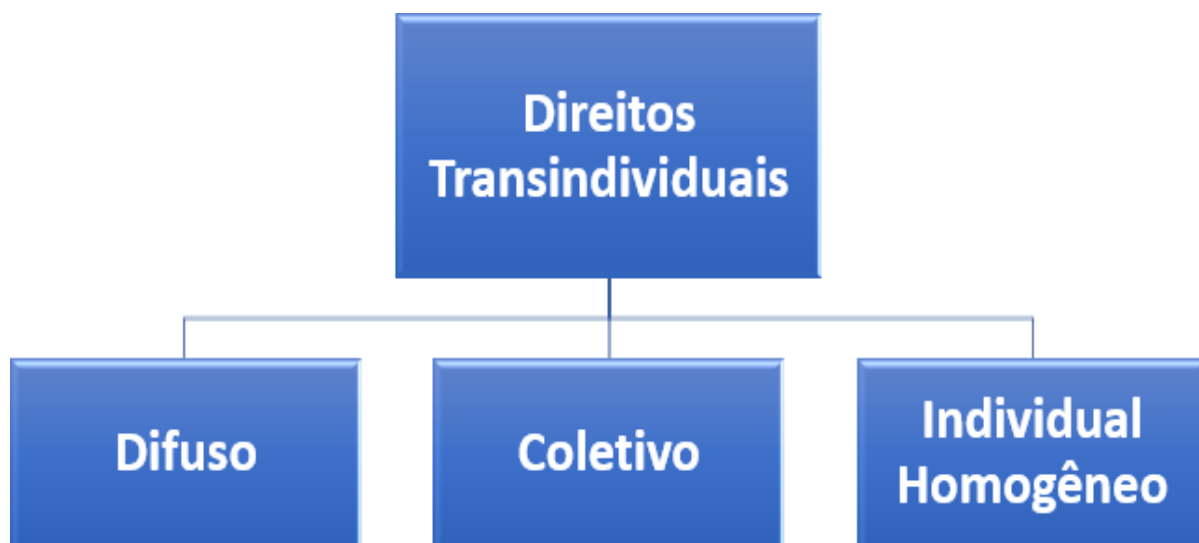 Direitos
Transindividuais
Difuso
Coletivo
Individual
Homogêneo